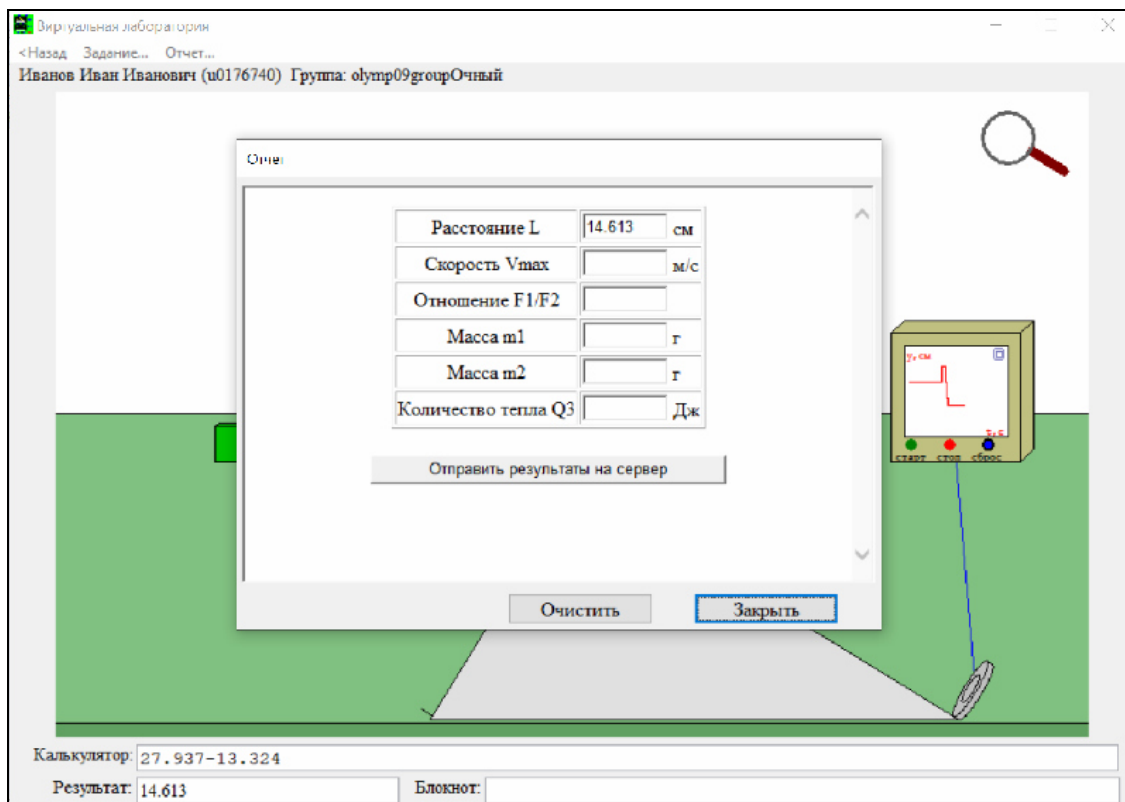 Виртуальная лаборатория
<Назад Задание... Отчет...
Иванов Иван Иванович (u0176740) Группа: olymp09groupОчный
Отчет
Расстояние L 14.613 см
Скорость Vmax м/с
Отношение F1/F2
Масса m1 г
Масса m2 г
Количество тепла Q3 Дж
Отправить результаты на сервер
Очистить Закрыть
y, см
t, c
старт стоп сброс
Калькулятор: 27.937-13.324
Результат: 14.613 Блокнот: